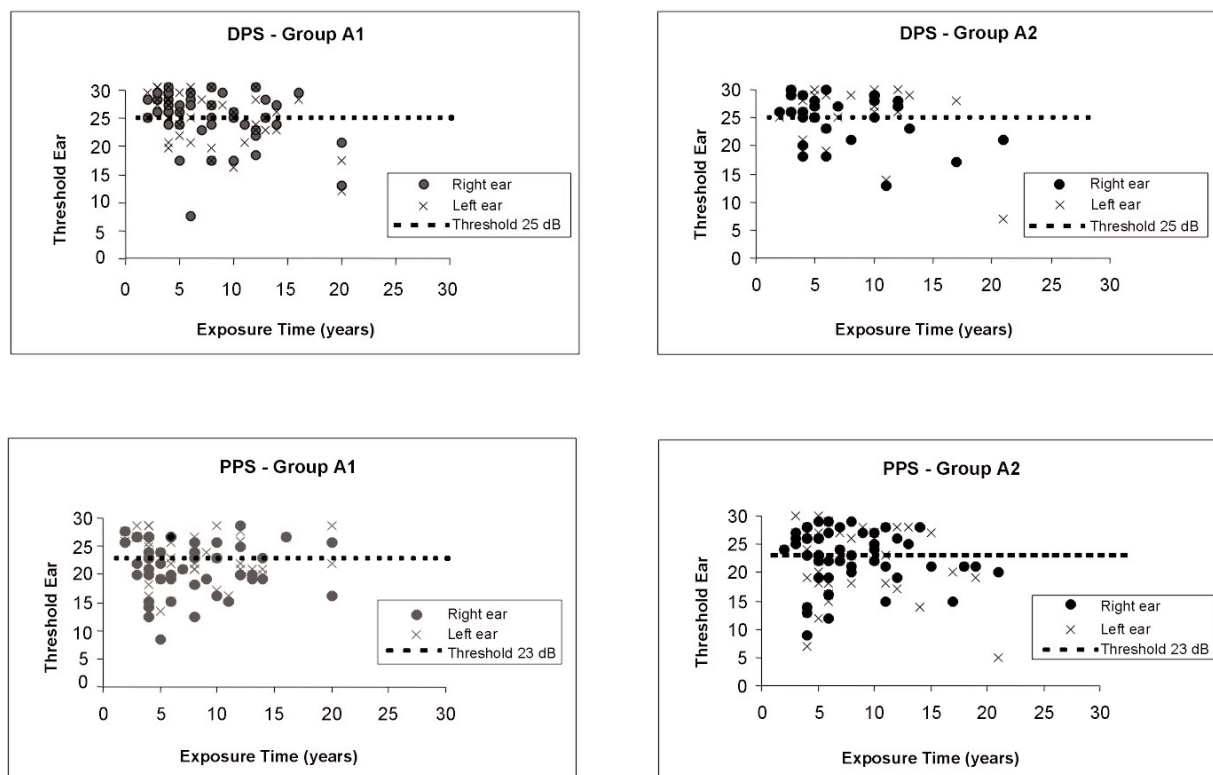 DPS - Group A1
Threshold Ear
30
25
20
15
10
5
0
0 5 10 15 20 25 30
Exposure Time (years)
Right ear
Left ear
Threshold 25 dB
DPS - Group A2
Threshold Ear
30
25
20
15
10
5
0
0 5 10 15 20 25 30
Exposure Time (years)
Right ear
Left ear
Threshold 25 dB
PPS - Group A1
Threshold Ear
30
25
20
15
10
5
0
0 5 10 15 20 25 30
Exposure Time (years)
Right ear
Left ear
Threshold 23 dB
PPS - Group A2
Threshold Ear
30
25
20
15
10
5
0
0 5 10 15 20 25 30
Exposure Time (years)
Right ear
Left ear
Threshold 23 dB